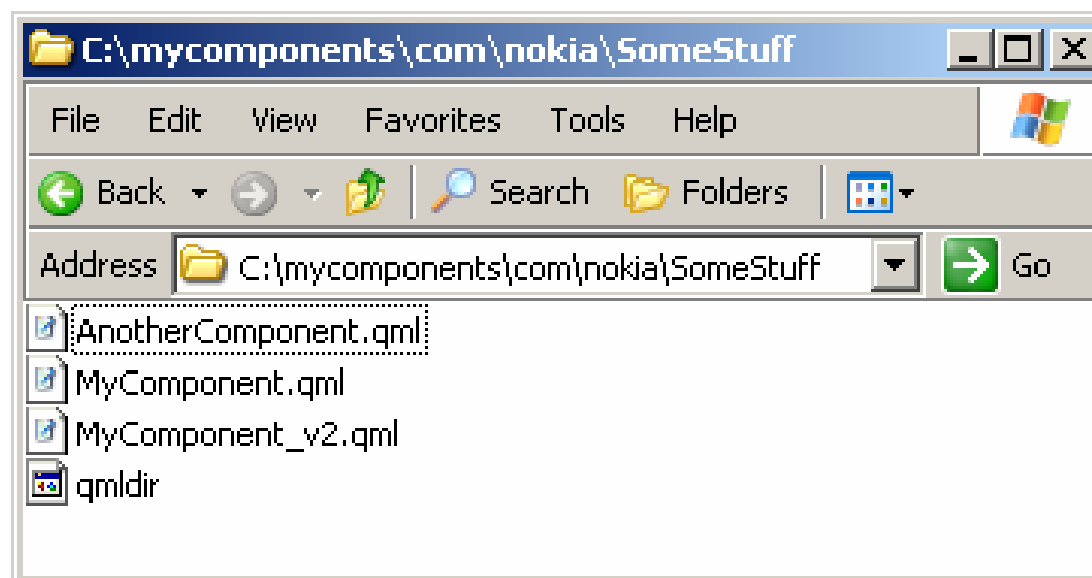 C:\mycomponents\com\nokia\SomeStuff
File Edit View Favorites Tools Help
Back Search Folders
Address C:\mycomponents\com\nokia\SomeStuff Go
AnotherComponent.qml
MyComponent.qml
MyComponent_v2.qml
qmldir